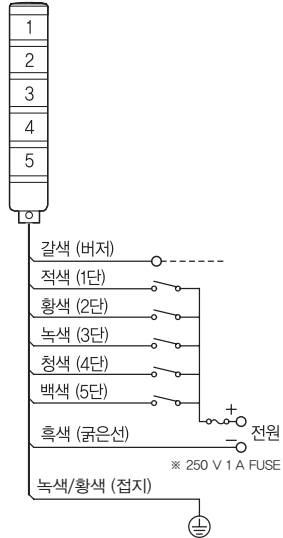 1
2
3
4
5
갈색 (버저)
적색 (1단)
황색 (2단)
녹색 (3단)
청색 (4단)
백색 (5단)
+
전원
흑색 (굵은선)
−
※ 250 V 1 A FUSE
녹색/황색 (접지)